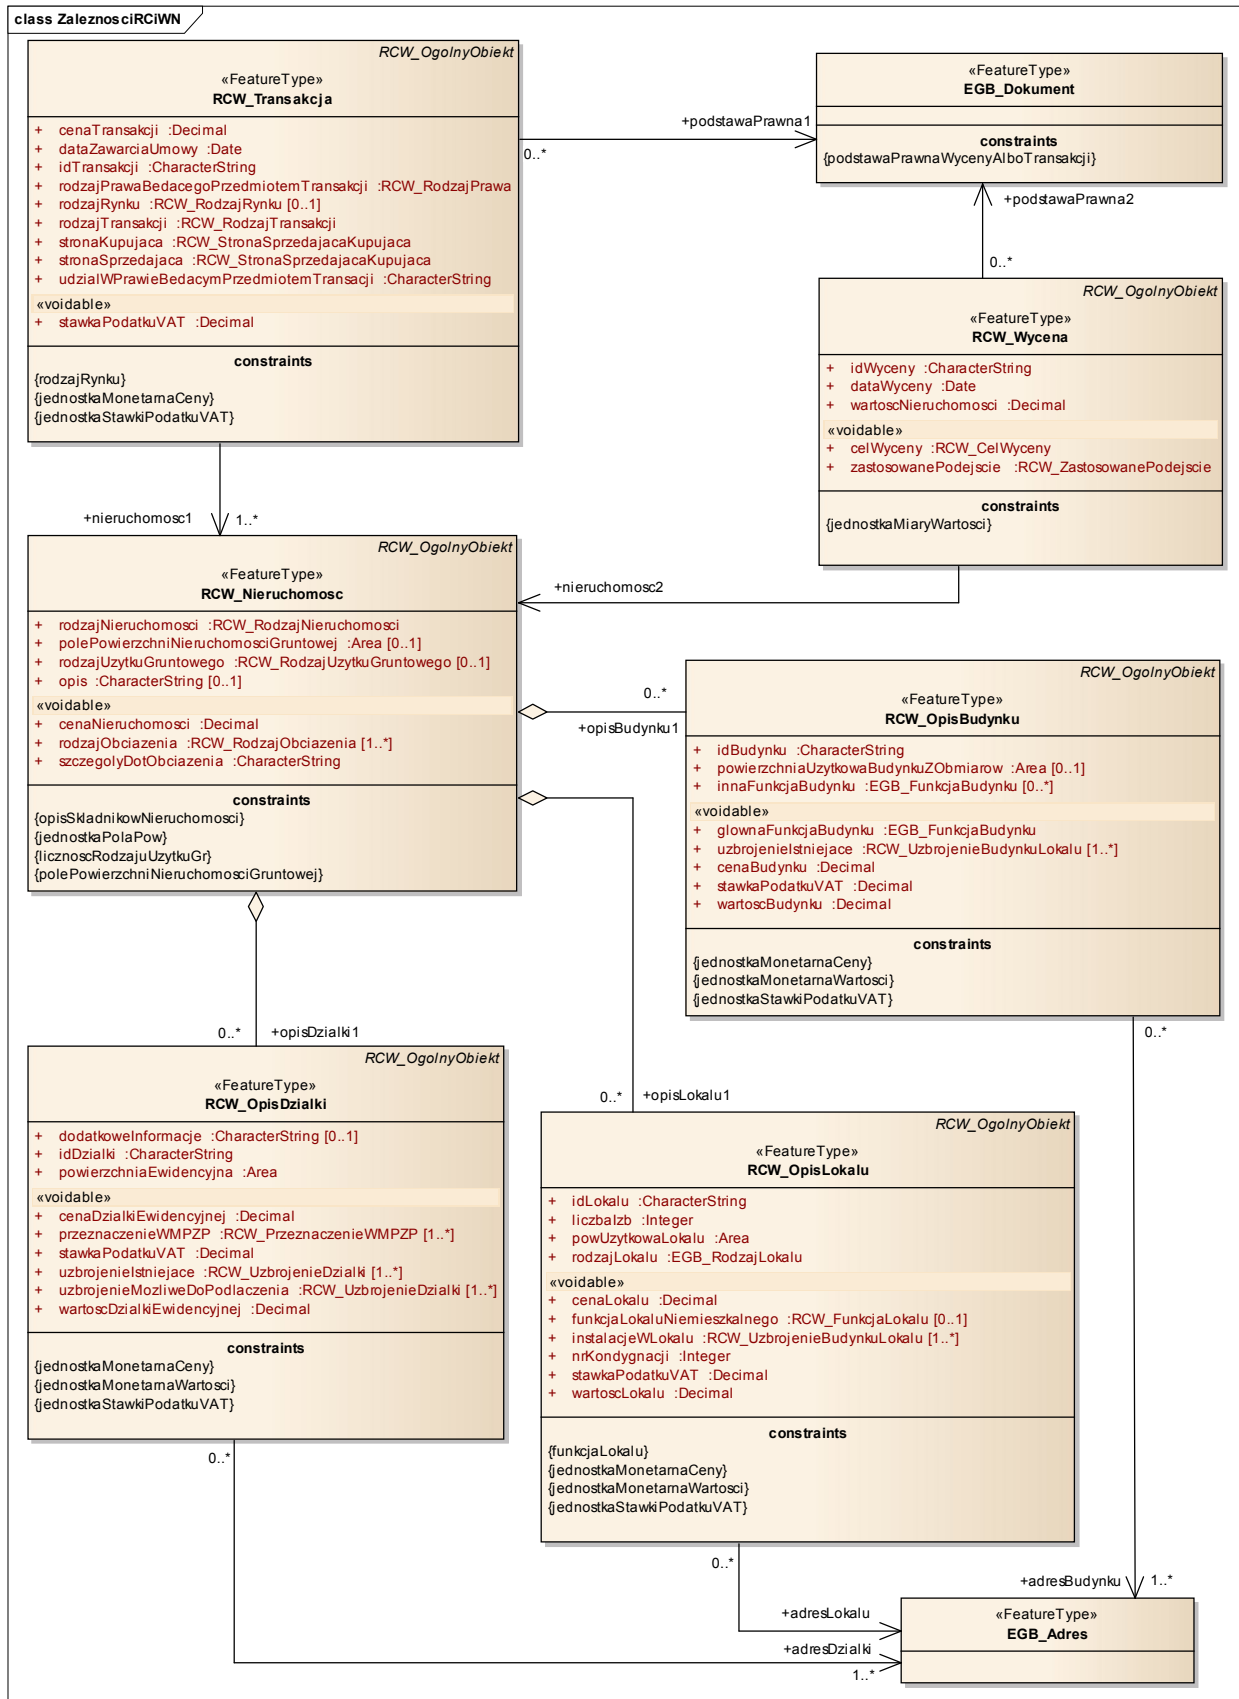 class ZaleznosciRCiWN
RCW_OgolnyObiekt
«FeatureType»
RCW_Transakcja
+ cenaTransakcji :Decimal
+ dataZawarciaUmowy :Date
+ idTransakcji :CharacterString
+ rodzajPrawaBedacegoPrzedmiotemTransakcji :RCW_RodzajPrawa
+ rodzajRynku :RCW_RodzajRynku [0..1]
+ rodzajTransakcji :RCW_RodzajTransakcji
+ stronaKupujaca :RCW_StronaSprzedajacaKupujaca
+ stronaSprzedajaca :RCW_StronaSprzedajacaKupujaca
+ udzialWPrawieBedacymPrzedmiotemTransacji :CharacterString
«voidable»
+ stawkaPodatkuVAT :Decimal
constraints
{rodzajRynku}
{jednostkaMonetarnaCeny}
{jednostkaStawkiPodatkuVAT}
+podstawaPrawna1
0..*
«FeatureType»
EGB_Dokument
constraints
{podstawaPrawnaWycenyAlboTransakcji}
+podstawaPrawna2
0..*
RCW_OgolnyObiekt
«FeatureType»
RCW_Wycena
+ idWyceny :CharacterString
+ dataWyceny :Date
+ wartoscNieruchomosci :Decimal
«voidable»
+ celWyceny :RCW_CelWyceny
+ zastosowanePodejscie :RCW_ZastosowanePodejscie
constraints
{jednostkaMiaryWartosci}
+nieruchomosc1
1..*
+nieruchomosc2
RCW_OgolnyObiekt
«FeatureType»
RCW_Nieruchomosc
+ rodzajNieruchomosci :RCW_RodzajNieruchomosci
+ polePowierzchniNieruchomosciGruntowej :Area [0..1]
+ rodzajUzytkuGruntowego :RCW_RodzajUzytkuGruntowego [0..1]
+ opis :CharacterString [0..1]
«voidable»
+ cenaNieruchomosci :Decimal
+ rodzajObciazenia :RCW_RodzajObciazenia [1..*]
+ szczegolyDotObciazenia :CharacterString
constraints
{opisSkladnikowNieruchomosci}
{jednostkaPolaPow}
{licznoscRodzajuUzytkuGr}
{polePowierzchniNieruchomosciGruntowej}
0..*
+opisBudynku1
RCW_OgolnyObiekt
«FeatureType»
RCW_OpisBudynku
+ idBudynku :CharacterString
+ powierzchniaUzytkowaBudynkuZObmiarow :Area [0..1]
+ innaFunkcjaBudynku :EGB_FunkcjaBudynku [0..*]
«voidable»
+ glownaFunkcjaBudynku :EGB_FunkcjaBudynku
+ uzbrojenieIstniejace :RCW_UzbrojenieBudynkuLokalu [1..*]
+ cenaBudynku :Decimal
+ stawkaPodatkuVAT :Decimal
+ wartoscBudynku :Decimal
constraints
{jednostkaMonetarnaCeny}
{jednostkaMonetarnaWartosci}
{jednostkaStawkiPodatkuVAT}
0..*
0..*
+opisDzialki1
RCW_OgolnyObiekt
«FeatureType»
RCW_OpisDzialki
+ dodatkoweInformacje :CharacterString [0..1]
+ idDzialki :CharacterString
+ powierzchniaEwidencyjna :Area
«voidable»
+ cenaDzialkiEwidencyjnej :Decimal
+ przeznaczenieWMPZP :RCW_PrzeznaczenieWMPZP [1..*]
+ stawkaPodatkuVAT :Decimal
+ uzbrojenieIstniejace :RCW_UzbrojenieDzialki [1..*]
+ uzbrojenieMozliweDoPodlaczenia :RCW_UzbrojenieDzialki [1..*]
+ wartoscDzialkiEwidencyjnej :Decimal
constraints
{jednostkaMonetarnaCeny}
{jednostkaMonetarnaWartosci}
{jednostkaStawkiPodatkuVAT}
0..*
0..*
+opisLokalu1
RCW_OgolnyObiekt
«FeatureType»
RCW_OpisLokalu
+ idLokalu :CharacterString
+ liczbaIzb :Integer
+ powUzytkowaLokalu :Area
+ rodzajLokalu :EGB_RodzajLokalu
«voidable»
+ cenaLokalu :Decimal
+ funkcjaLokaluNiemieszkalnego :RCW_FunkcjaLokalu [0..1]
+ instalacjeWLokalu :RCW_UzbrojenieBudynkuLokalu [1..*]
+ nrKondygnacji :Integer
+ stawkaPodatkuVAT :Decimal
+ wartoscLokalu :Decimal
constraints
{funkcjaLokalu}
{jednostkaMonetarnaCeny}
{jednostkaMonetarnaWartosci}
{jednostkaStawkiPodatkuVAT}
0..*
+adresBudynku
1..*
+adresLokalu
+adresDzialki
1..*
«FeatureType»
EGB_Adres